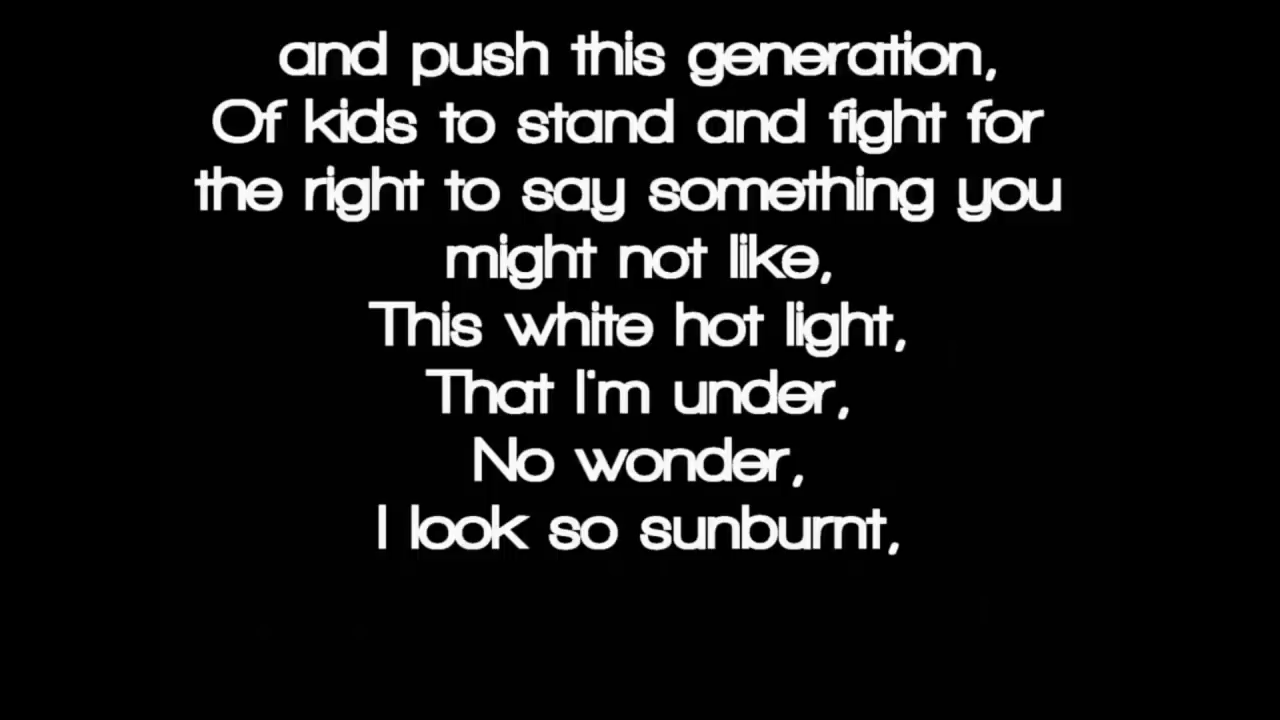 and push this generation,
Of kids to stand and fight for
the right to say something you
might not like,
This white hot light,
That I'm under,
No wonder,
I look so sunburnt,